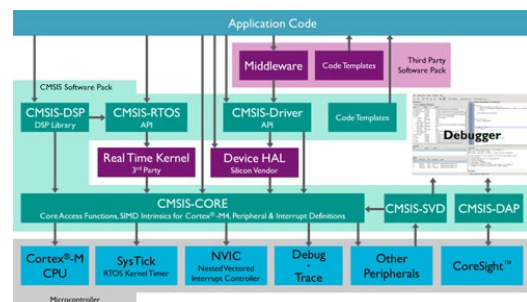 Application Code
Third Party
Software Pack
Middleware
Code Templates
CMSIS Software Pack
CMSIS-DSP
DSP Library
CMSIS-RTOS
API
CMSIS-Driver
API
Code Templates
Debugger
Real Time Kernel
3rd Party
Device HAL
Silicon Vendor
CMSIS-CORE
Core Access Functions, SIMD Intrinsics for Cortex®-M4, Peripheral & Interrupt Definitions
CMSIS-SVD
CMSIS-DAP
Cortex®-M
CPU
SysTick
RTOS Kernel Timer
NVIC
Nested Vectored
Interrupt Controller
Debug
+
Trace
Other
Peripherals
CoreSight™
Microcontroller